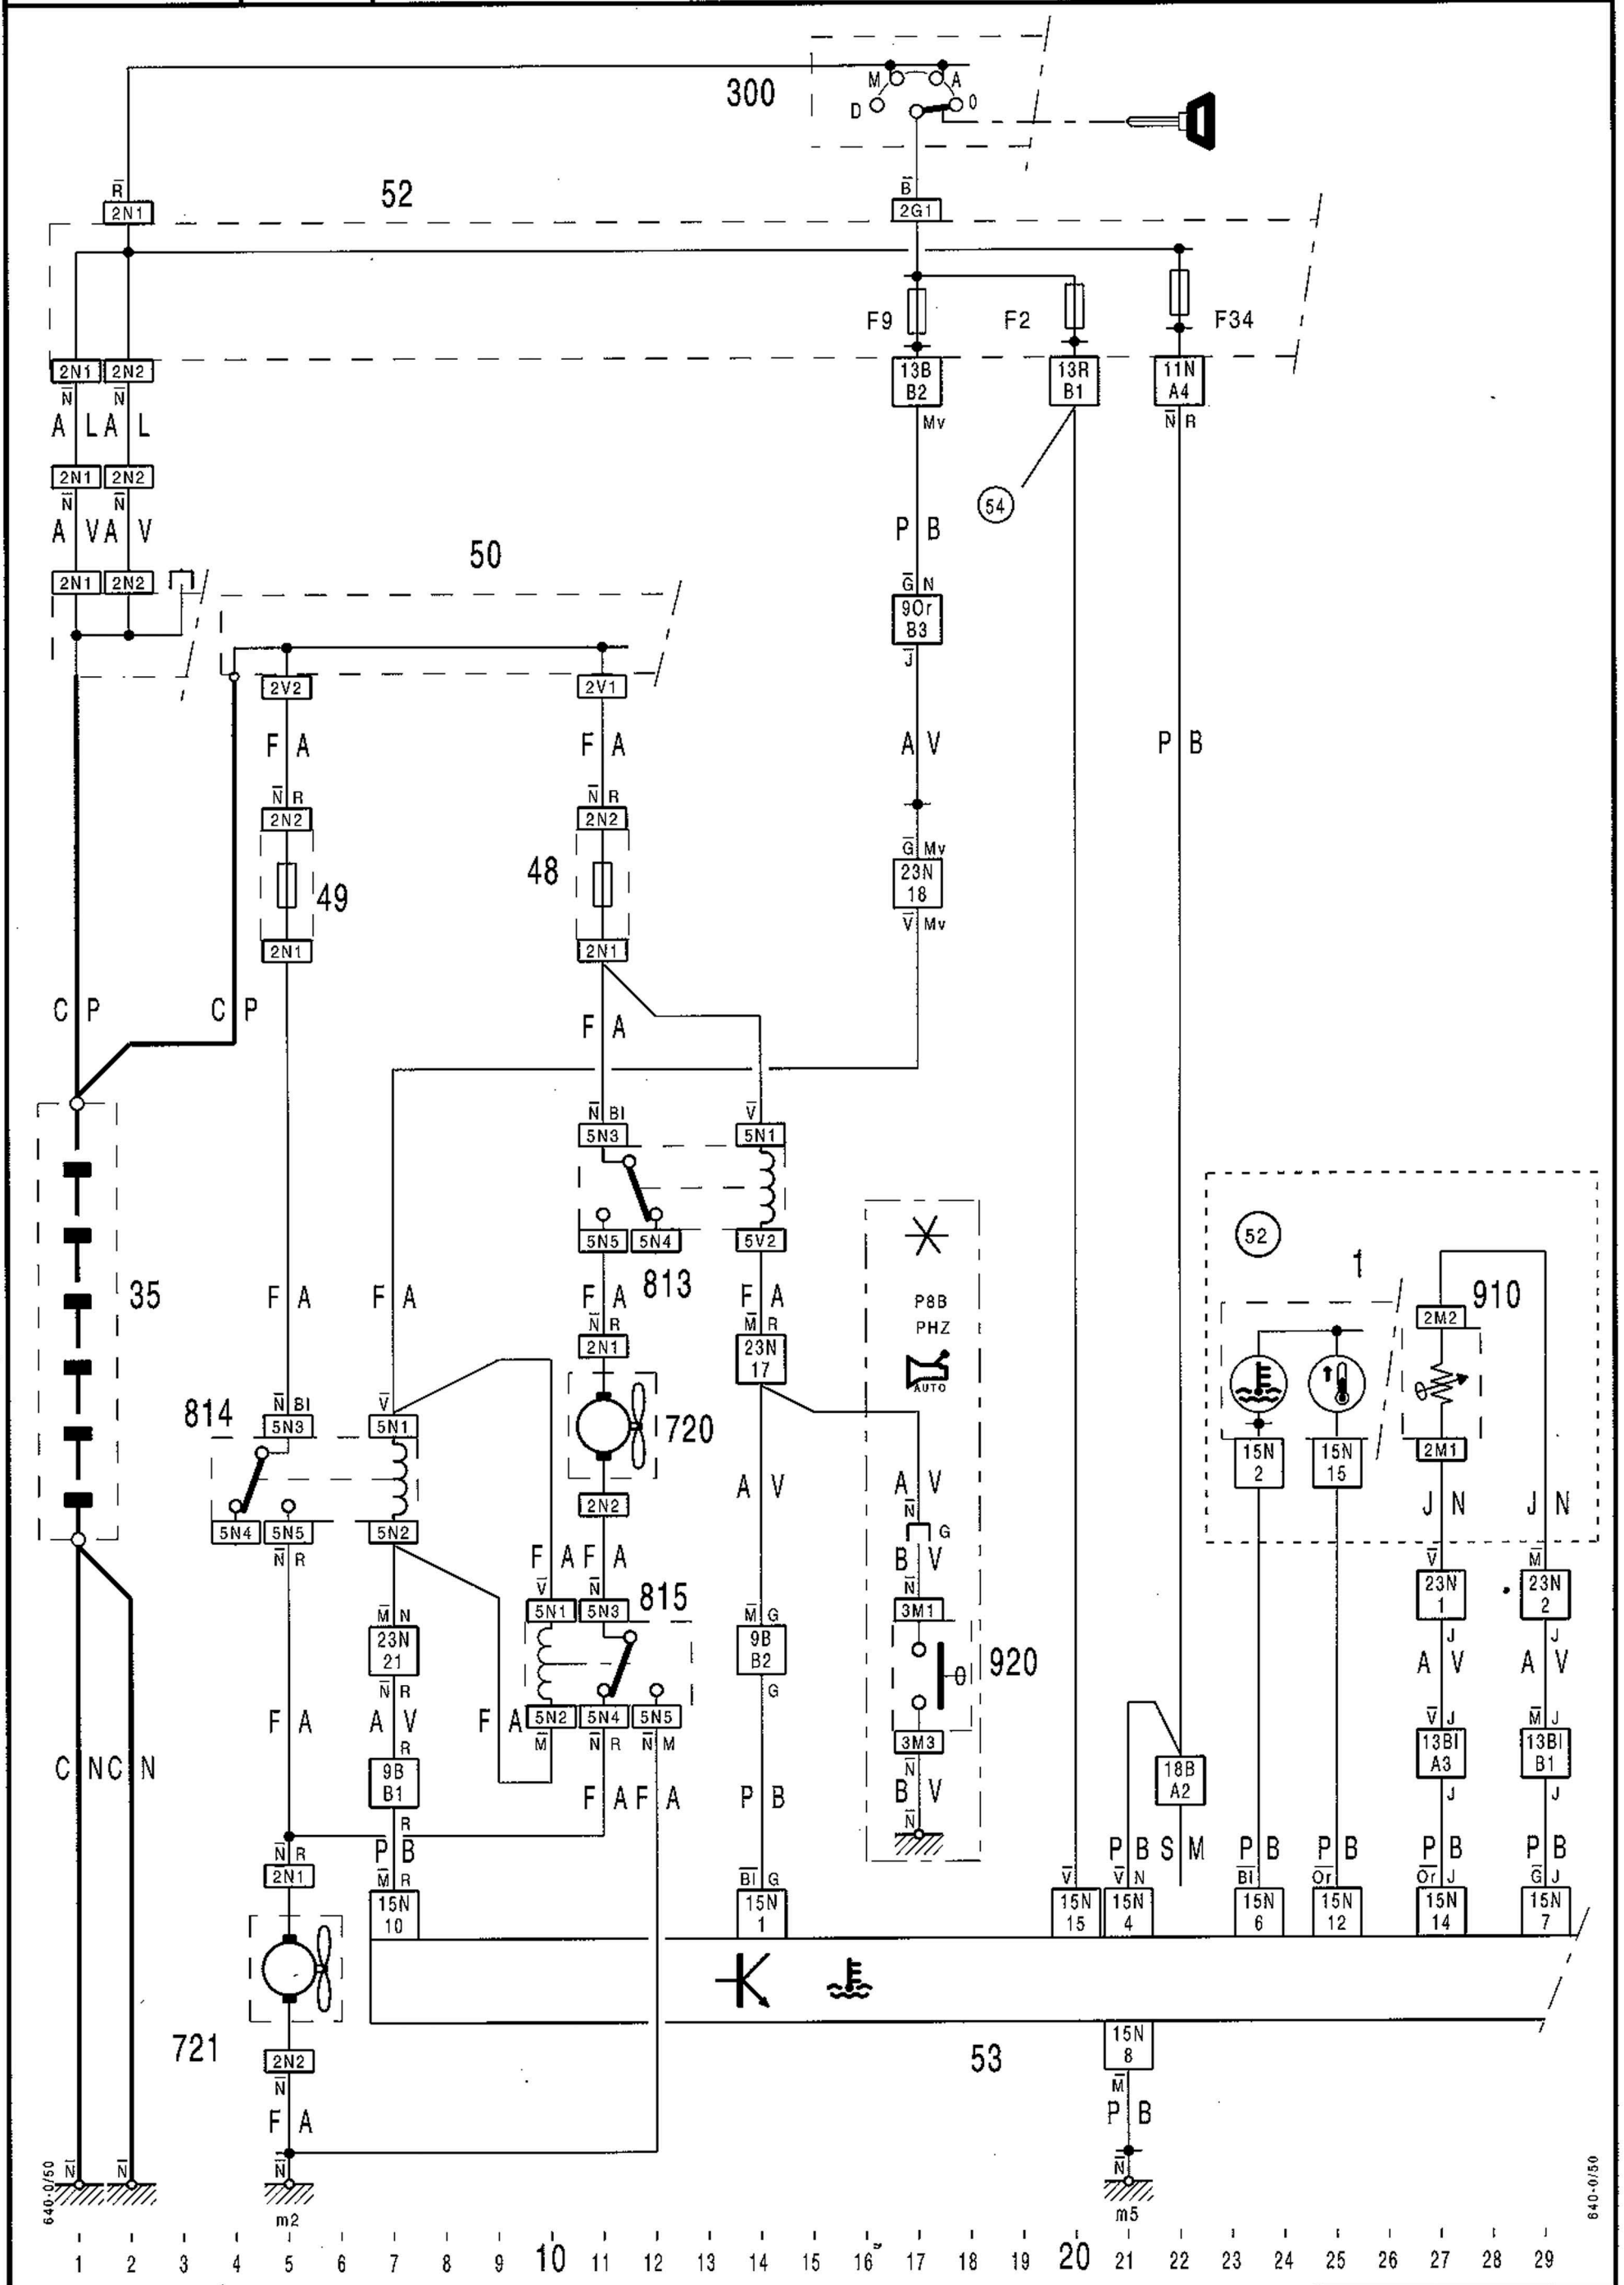 300
M
A
D
0
R̄
2N1
52
B̄
2G1
F9
F2
F34
2N1
2N2
13B
B2
13R
B1
11N
A4
N̄
N̄
Mv
N̄ R
A L
A L
2N1
2N2
54
N̄
N̄
A V
A V
P B
50
2N1
2N2
Ḡ N
9Or
B3
J̄
2V2
2V1
F A
F A
A V
P B
N̄ R
N̄ R
2N2
2N2
Ḡ Mv
49
48
23N
18
V̄ Mv
2N1
2N1
C P
C P
F A
N̄ Bl
V̄
5N3
5N1
5N5
5N4
5V2
52
1
35
F A
F A
F A
813
F A
P8B
PHZ
910
N̄ R
M̄ R
2M2
2N1
23N
17
AUTO
814
N̄ Bl
V̄
5N3
5N1
720
15N
2
15N
15
2M1
A V
A V
N̄
J N
J N
2N2
G
5N4
5N5
5N2
N̄ R
F A
F A
B V
V̄
M̄
V̄
N̄
N̄
815
5N1
5N3
3M1
23N
1
23N
2
M̄ N
M̄ G
J
J
23N
21
9B
B2
920
A V
A V
N̄ R
G
F A
A V
F A
5N2
5N4
5N5
3M3
V̄ J
M̄ J
M̄
N̄ R
N̄ M
N̄
13Bl
A3
13Bl
B1
C N
C N
R
9B
B1
F A
F A
P B
B V
18B
A2
J
J
R
N̄
P B
P B
S M
P B
P B
P B
P B
N̄ R
2N1
M̄ R
Bl̄ G
V̄
V̄ N
Bl̄
Ōr
Ōr J
Ḡ J
15N
10
15N
1
15N
15
15N
4
15N
6
15N
12
15N
14
15N
7
721
53
15N
8
2N2
N̄
M̄
F A
P B
N̄
N̄
N̄
N̄
m2
m5
640-0/50
640-0/50
1 2 3 4 5 6 7 8 9 10 11 12 13 14 15 16 17 18 19 20 21 22 23 24 25 26 27 28 29